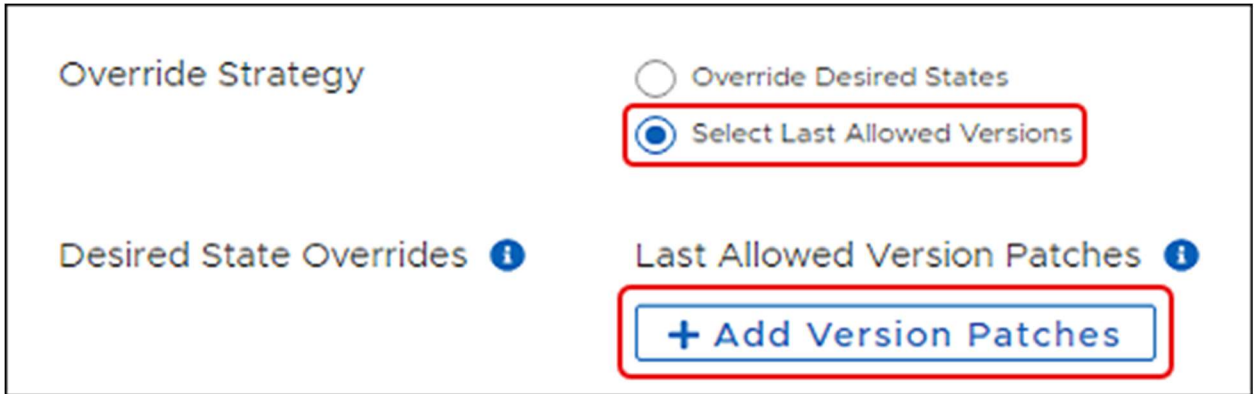 Override Strategy
Override Desired States
Select Last Allowed Versions
Desired State Overrides
Last Allowed Version Patches
+ Add Version Patches